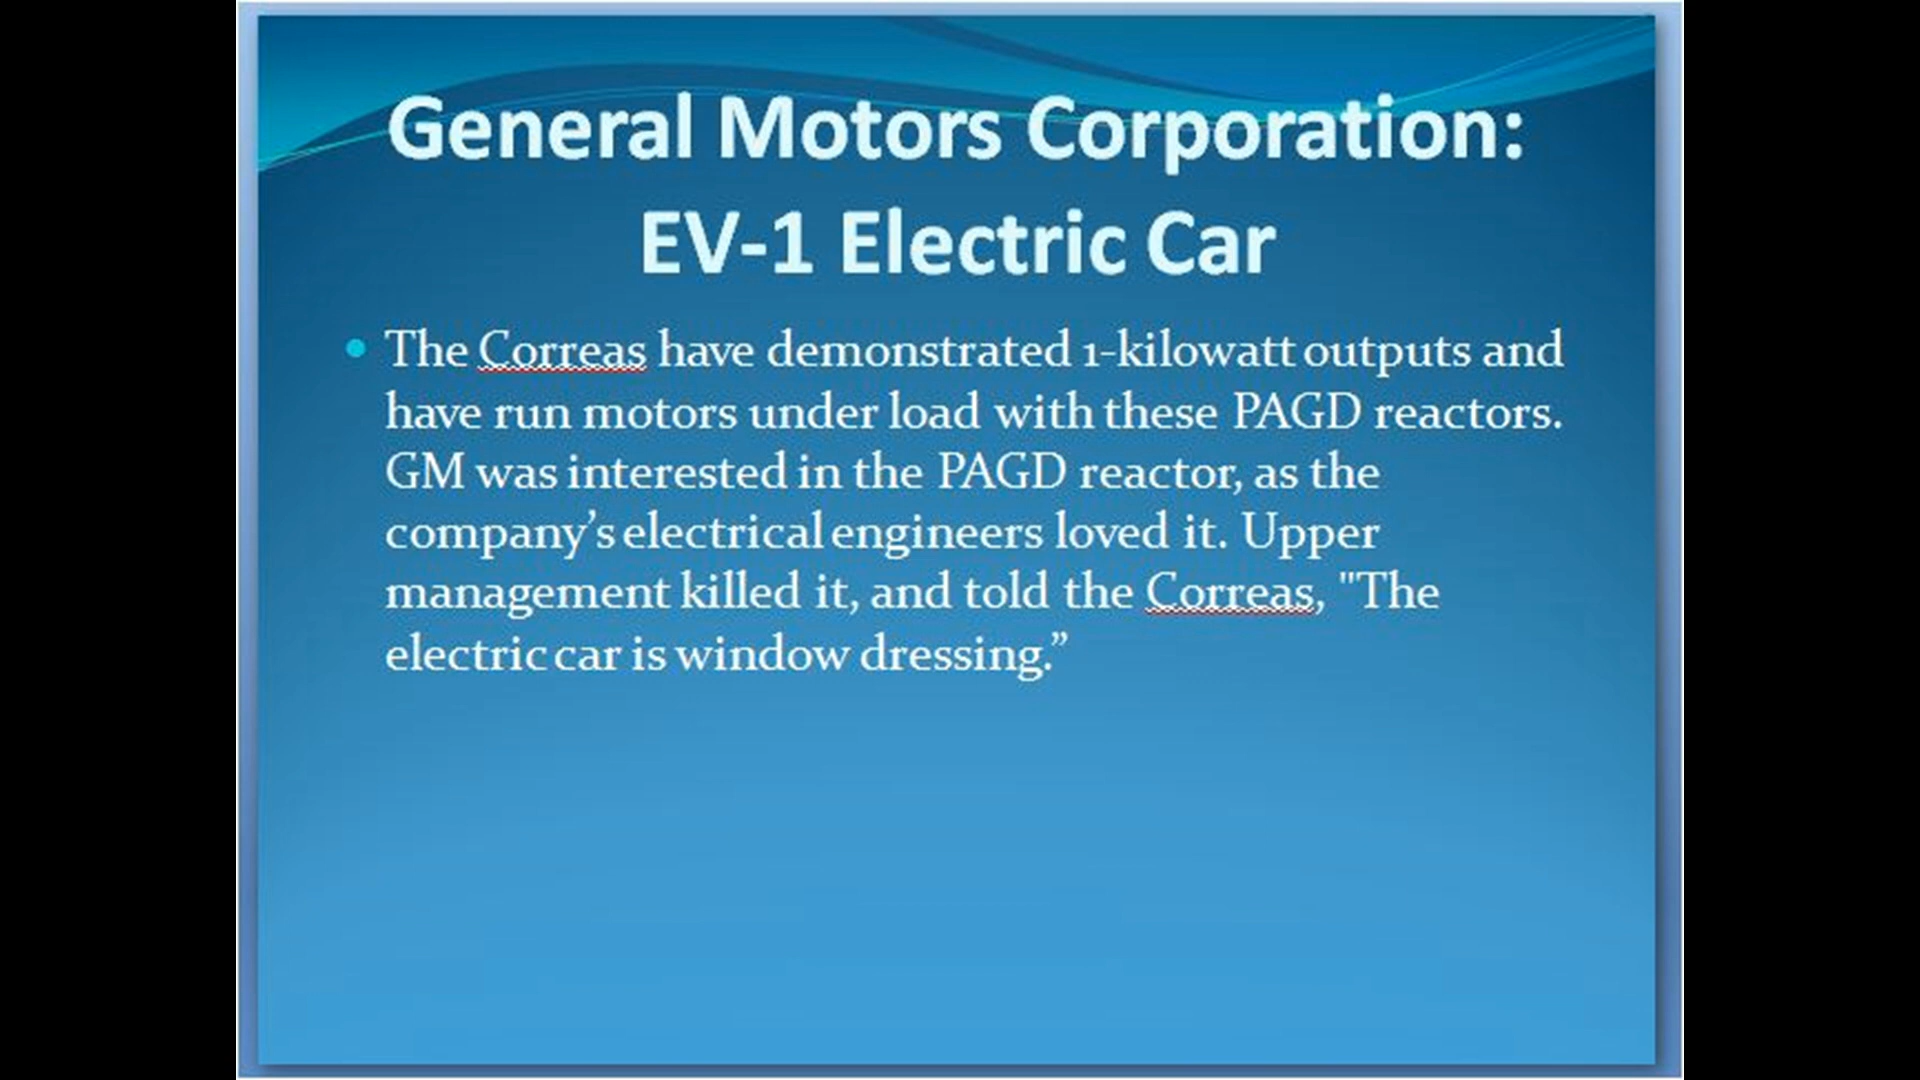 General Motors Corporation:
EV-1 Electric Car
• The Correas have demonstrated 1-kilowatt outputs and
have run motors under load with these PAGD reactors.
GM was interested in the PAGD reactor, as the
company’s electrical engineers loved it. Upper
management killed it, and told the Correas, "The
electric car is window dressing.”